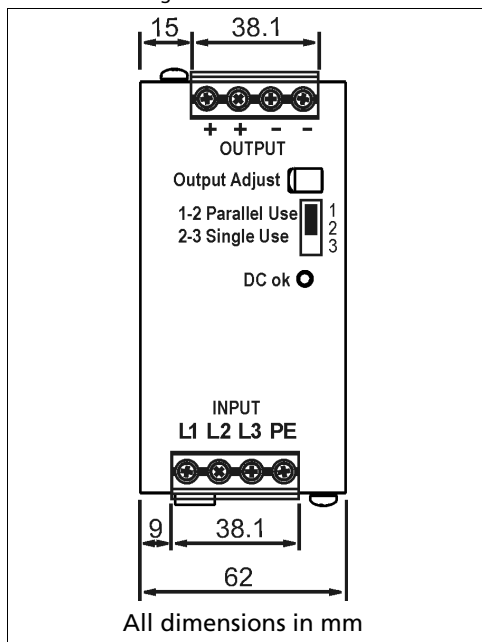 15 38.1
+ + - -
OUTPUT
Output Adjust
1-2 Parallel Use 1
2
2-3 Single Use 3
DC ok
INPUT
L1 L2 L3 PE
9 38.1
62
All dimensions in mm